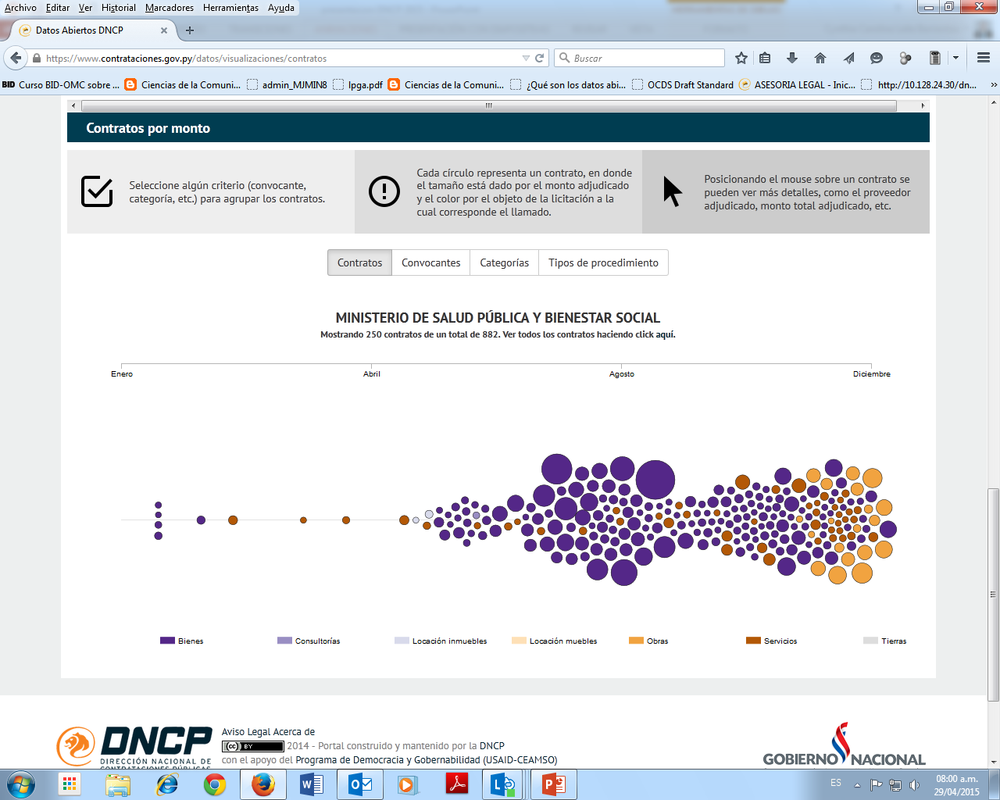 Archivo Editar Ver Historial Marcadores Herramientas Ayuda
Datos Abiertos DNCP
https://www.contrataciones.gov.py/datos/visualizaciones/contratos
Buscar
BID Curso BID-OMC sobre ... Ciencias de la Comuni... admin_MJMIN8 lpga.pdf Ciencias de la Comuni... ¿Qué son los datos abi... OCDS Draft Standard ASESORIA LEGAL - Inic... http://10.128.24.30/dn...
Contratos por monto
Seleccione algún criterio (convocante,
categoría, etc.) para agrupar los contratos.
Cada círculo representa un contrato, en donde
el tamaño está dado por el monto adjudicado
y el color por el objeto de la licitación a la
cual corresponde el llamado.
Posicionando el mouse sobre un contrato se
pueden ver más detalles, como el proveedor
adjudicado, monto total adjudicado, etc.
Contratos Convocantes Categorías Tipos de procedimiento
MINISTERIO DE SALUD PÚBLICA Y BIENESTAR SOCIAL
Mostrando 250 contratos de un total de 882. Ver todos los contratos haciendo click aquí.
Enero Abril Agosto Diciembre
Bienes Consultorías Locación inmuebles Locación muebles Obras Servicios Tierras
DNCP
DIRECCIÓN NACIONAL DE
CONTRATACIONES PÚBLICAS
Aviso Legal Acerca de
(cc) BY 2014 - Portal construido y mantenido por la DNCP
con el apoyo del Programa de Democracia y Gobernabilidad (USAID-CEAMSO)
GOBIERNO NACIONAL
ES
08:00 a.m.
29/04/2015